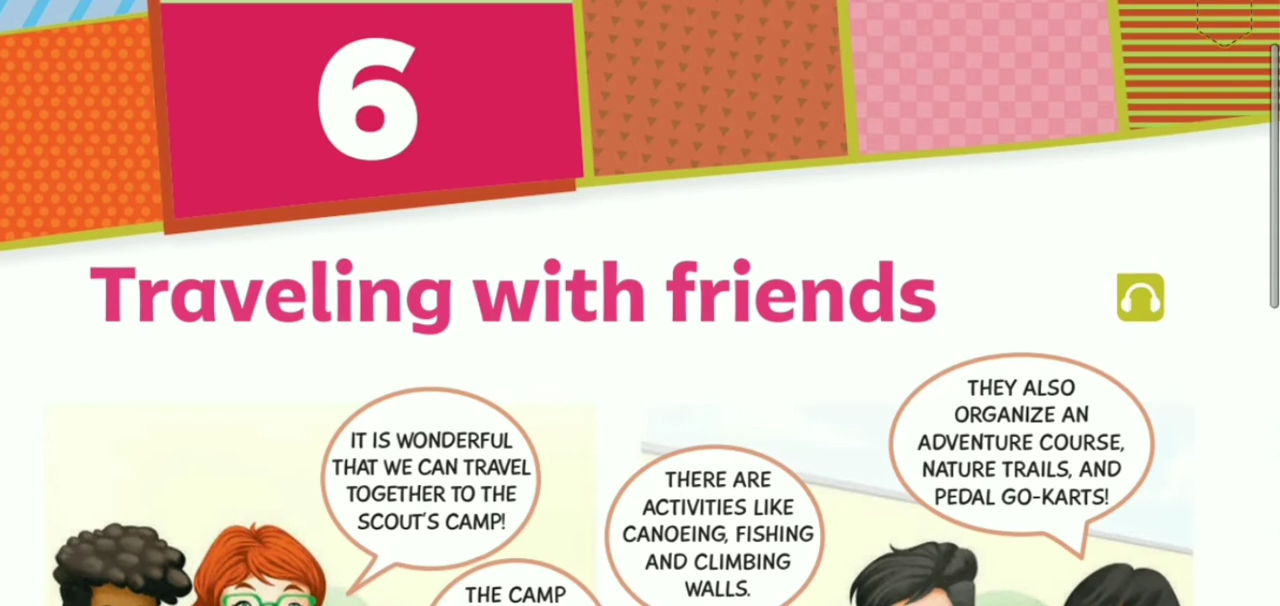 6
Traveling with friends
IT IS WONDERFUL
THAT WE CAN TRAVEL
TOGETHER TO THE
SCOUT'S CAMP!
THE CAMP
THERE ARE
ACTIVITIES LIKE
CANOEING, FISHING
AND CLIMBING
WALLS.
THEY ALSO
ORGANIZE AN
ADVENTURE COURSE,
NATURE TRAILS, AND
PEDAL GO-KARTS!